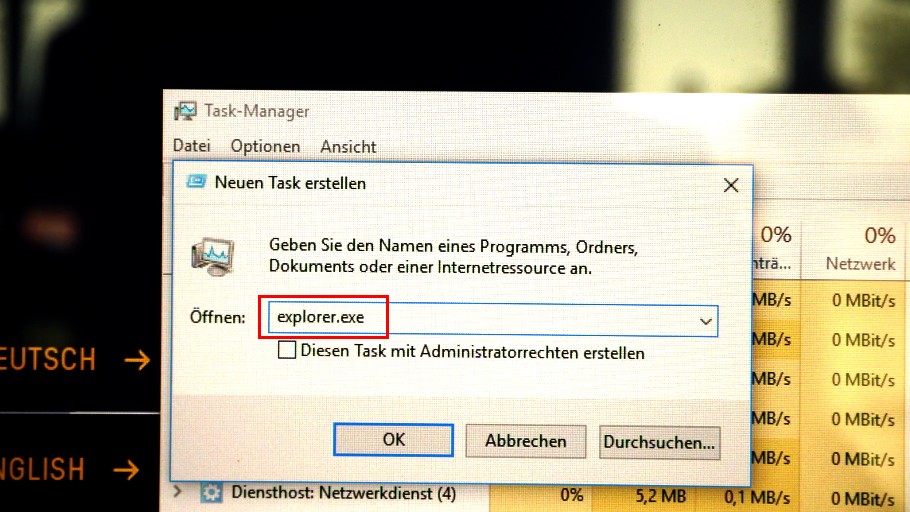 Task-Manager
Datei Optionen Ansicht
Neuen Task erstellen
Geben Sie den Namen eines Programms, Ordners,
Dokuments oder einer Internetressource an.
Öffnen: explorer.exe
Diesen Task mit Administratorrechten erstellen
OK Abbrechen Durchsuchen...
0% 0%
Netzwerk
MB/s 0 MBit/s
MB/s 0 MBit/s
MB/s 0 MBit/s
MB/s 0 MBit/s
MB/s 0 MBit/s
Diensthost: Netzwerkdienst (4) 0% 5,2 MB 0,1 MB/s 0 MBit/s
EUTSCH →
NGLISH →